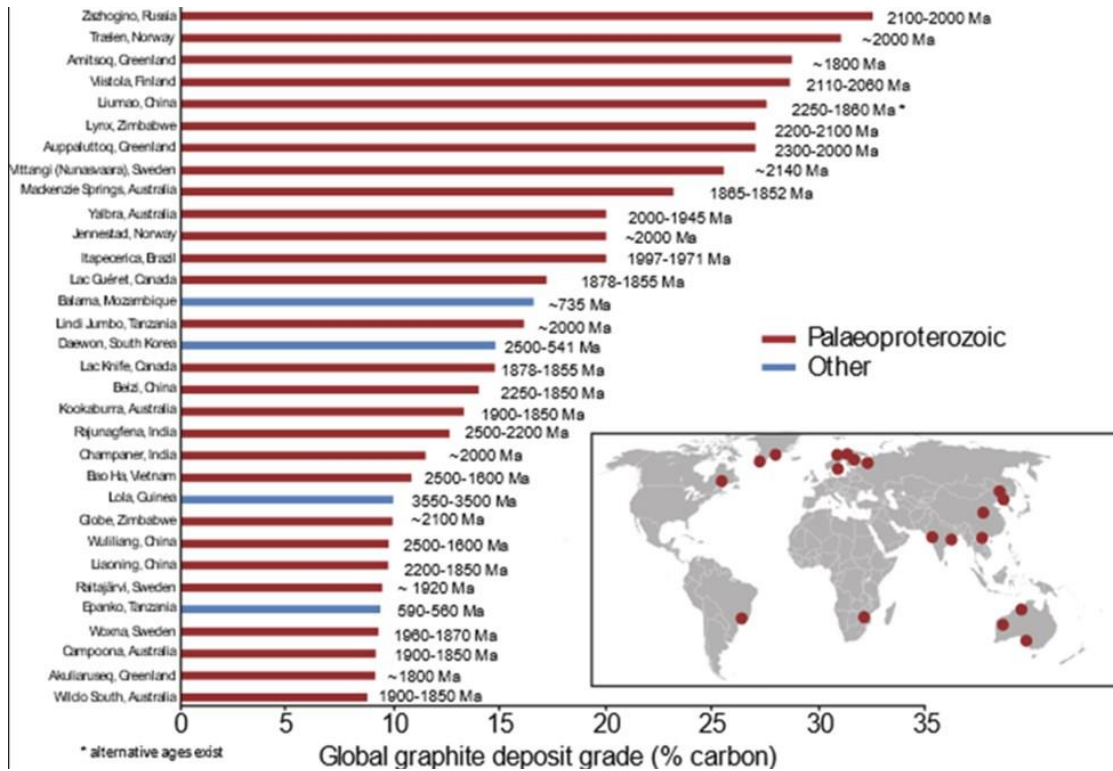 Zazhogino, Russia 2100-2000 Ma
Trælen, Norway ~2000 Ma
Amitsoq, Greenland ~1800 Ma
Viistola, Finland 2110-2060 Ma
Liumao, China 2250-1860 Ma *
Lynx, Zimbabwe 2200-2100 Ma
Auppaluttoq, Greenland 2300-2000 Ma
Vittangi (Nunasvaara), Sweden ~2140 Ma
Mackenzie Springs, Australia 1865-1852 Ma
Yalbra, Australia 2000-1945 Ma
Jennestad, Norway ~2000 Ma
Itapecerica, Brazil 1997-1971 Ma
Lac Guéret, Canada 1878-1855 Ma
Balama, Mozambique ~735 Ma
Lindi Jumbo, Tanzania ~2000 Ma
Daewon, South Korea 2500-541 Ma
Lac Knife, Canada 1878-1855 Ma
Beizi, China 2250-1850 Ma
Kookaburra, Australia 1900-1850 Ma
Rajunagfena, India 2500-2200 Ma
Champaner, India ~2000 Ma
Bao Ha, Vietnam 2500-1600 Ma
Lola, Guinea 3550-3500 Ma
Globe, Zimbabwe ~2100 Ma
Wuliliang, China 2500-1600 Ma
Liaoning, China 2200-1850 Ma
Raitajärvi, Sweden ~ 1920 Ma
Epanko, Tanzania 590-560 Ma
Woxna, Sweden 1960-1870 Ma
Campoona, Australia 1900-1850 Ma
Akuliaruseq, Greenland ~1800 Ma
Wilclo South, Australia 1900-1850 Ma
Palaeoproterozoic
Other
0 5 10 15 20 25 30 35
* alternative ages exist
Global graphite deposit grade (% carbon)